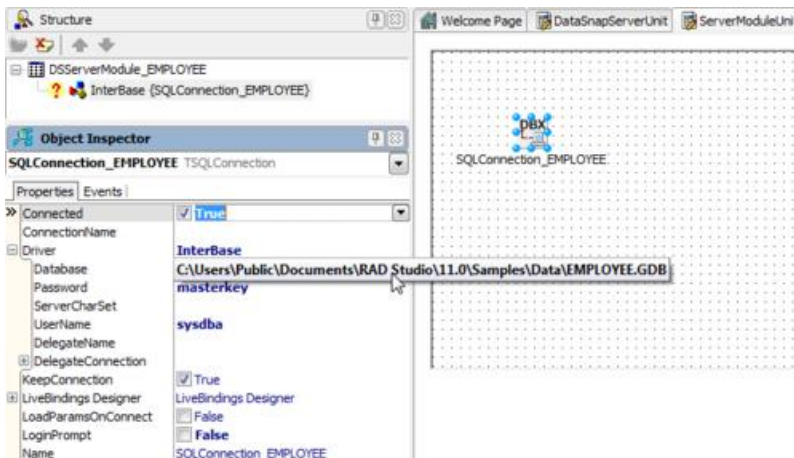 Structure
Welcome Page DataSnapServerUnit ServerModuleUni
DSServerModule_EMPLOYEE
InterBase {SQLConnection_EMPLOYEE}
DBX
SQLConnection_EMPLOYEE
Object Inspector
SQLConnection_EMPLOYEE TSQLConnection
Properties Events
Connected True
ConnectionName
Driver InterBase
Database C:\Users\Public\Documents\RAD Studio\11.0\Samples\Data\EMPLOYEE.GDB
Password masterkey
ServerCharSet
UserName sysdba
DelegateName
DelegateConnection
KeepConnection True
LiveBindings Designer LiveBindings Designer
LoadParamsOnConnect False
LoginPrompt False
Name SQLConnection_EMPLOYEE